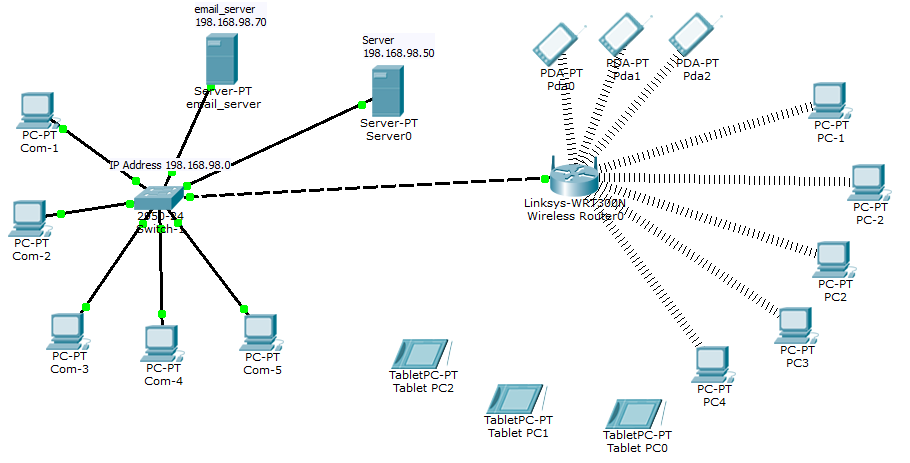 email_server
198.168.98.70
Server-PT
email_server
Server
198.168.98.50
Server-PT
Server0
PDA-PT
Pda0
PDA-PT
Pda1
PDA-PT
Pda2
PC-PT
Com-1
IP Address 198.168.98.0
2950-24
Switch-1
PC-PT
Com-2
PC-PT
Com-3
PC-PT
Com-4
PC-PT
Com-5
Linksys-WRT300N
Wireless Router0
PC-PT
PC-1
PC-PT
PC-2
PC-PT
PC2
PC-PT
PC3
PC-PT
PC4
TabletPC-PT
Tablet PC2
TabletPC-PT
Tablet PC1
TabletPC-PT
Tablet PC0